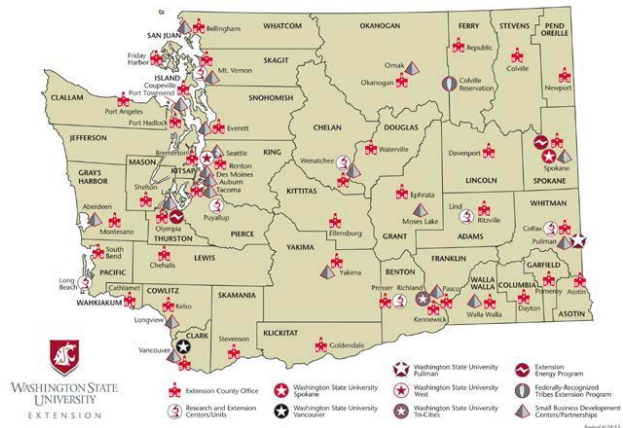 WHATCOM
SAN JUAN
Bellingham
OKANOGAN
FERRY
STEVENS
PEND
OREILLE
Friday
Harbor
SKAGIT
Mt. Vernon
ISLAND
Coupeville
Port Townsend
Omak
Okanogan
Republic
Colville
Colville
Reservation
Newport
CLALLAM
Port Angeles
Port Hadlock
SNOHOMISH
Everett
JEFFERSON
CHELAN
DOUGLAS
Waterville
Wenatchee
Davenport
LINCOLN
Spokane
SPOKANE
Bremerton
KITSAP
Seattle
Renton
Des Moines
Auburn
Tacoma
KING
MASON
Shelton
GRAYS
HARBOR
Aberdeen
Montesano
Olympia
THURSTON
Puyallup
PIERCE
KITTITAS
Ellensburg
Ephrata
Moses Lake
GRANT
Lind
Ritzville
ADAMS
WHITMAN
Colfax
Pullman
South
Bend
PACIFIC
Long
Beach
Chehalis
LEWIS
YAKIMA
Yakima
BENTON
Prosser
Richland
FRANKLIN
Pasco
Kennewick
WALLA
WALLA
Walla Walla
COLUMBIA
Dayton
GARFIELD
Pomeroy
Asotin
ASOTIN
WAHKIAKUM
Cathlamet
COWLITZ
Kelso
Longview
SKAMANIA
Stevenson
CLARK
Vancouver
KLICKITAT
Goldendale
WASHINGTON STATE
UNIVERSITY
EXTENSION
Extension County Office
Research and Extension
Centers/Units
Washington State University
Spokane
Washington State University
Vancouver
Washington State University
Pullman
Washington State University
West
Washington State University
Tri-Cities
Extension
Energy Program
Federally-Recognized
Tribes Extension Program
Small Business Development
Centers/Partnerships